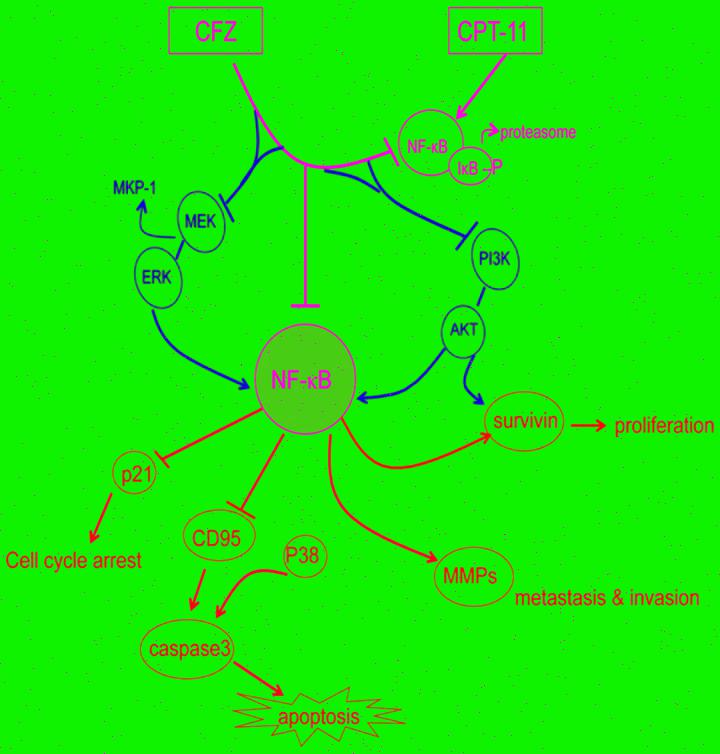 CFZ
CPT-11
NF-κB
proteasome
IκB –P
MKP-1
MEK
ERK
PI3K
AKT
NF-κB
survivin
proliferation
p21
CD95
P38
Cell cycle arrest
MMPs
metastasis & invasion
caspase3
apoptosis